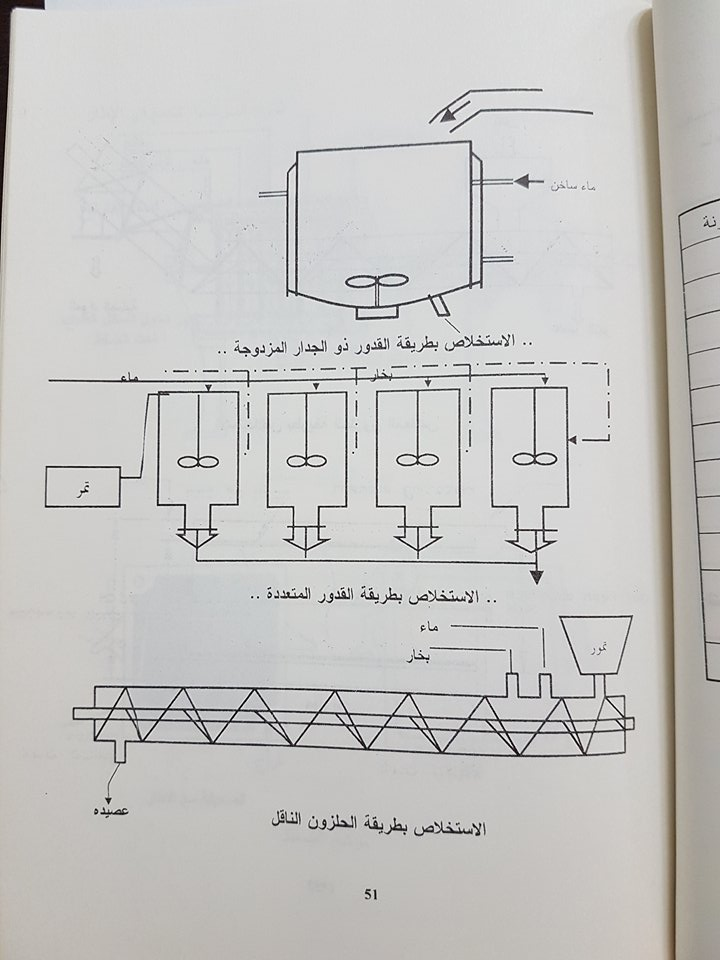 ماء ساخن
.. الاستخلاص بطريقة القدور ذو الجدار المزدوجة ..
ماء
بخار
تمر
.. الاستخلاص بطريقة القدور المتعددة ..
ماء
بخار
تمور
عصيده
الاستخلاص بطريقة الحلزون الناقل
51